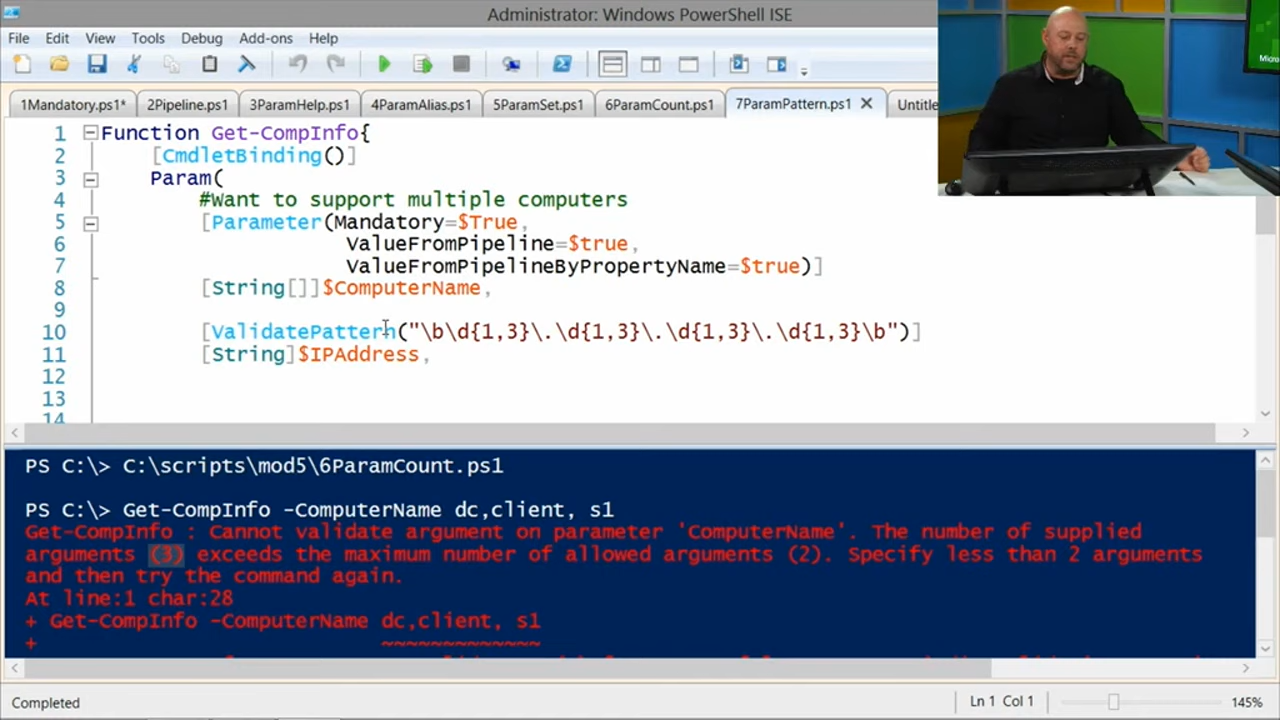 Administrator: Windows PowerShell ISE
File Edit View Tools Debug Add-ons Help
1Mandatory.ps1* 2Pipeline.ps1 3ParamHelp.ps1 4ParamAlias.ps1 5ParamSet.ps1 6ParamCount.ps1 7ParamPattern.ps1 Untitle
Micro
1 Function Get-CompInfo{
2 [CmdletBinding()]
3 Param(
4 #Want to support multiple computers
5 [Parameter(Mandatory=$True,
6 ValueFromPipeline=$true,
7 ValueFromPipelineByPropertyName=$true)]
8 [String[]]$ComputerName,
9
10 [ValidatePattern("\b\d{1,3}\.\d{1,3}\.\d{1,3}\.\d{1,3}\b")]
11 [String]$IPAddress,
12
13
14
PS C:\> C:\scripts\mod5\6ParamCount.ps1
PS C:\> Get-CompInfo -ComputerName dc,client, s1
Get-CompInfo : Cannot validate argument on parameter 'ComputerName'. The number of supplied
arguments (3) exceeds the maximum number of allowed arguments (2). Specify less than 2 arguments
and then try the command again.
At line:1 char:28
+ Get-CompInfo -ComputerName dc,client, s1
+ ~~~~~~~~~~~~~
Completed Ln 1 Col 1 145%